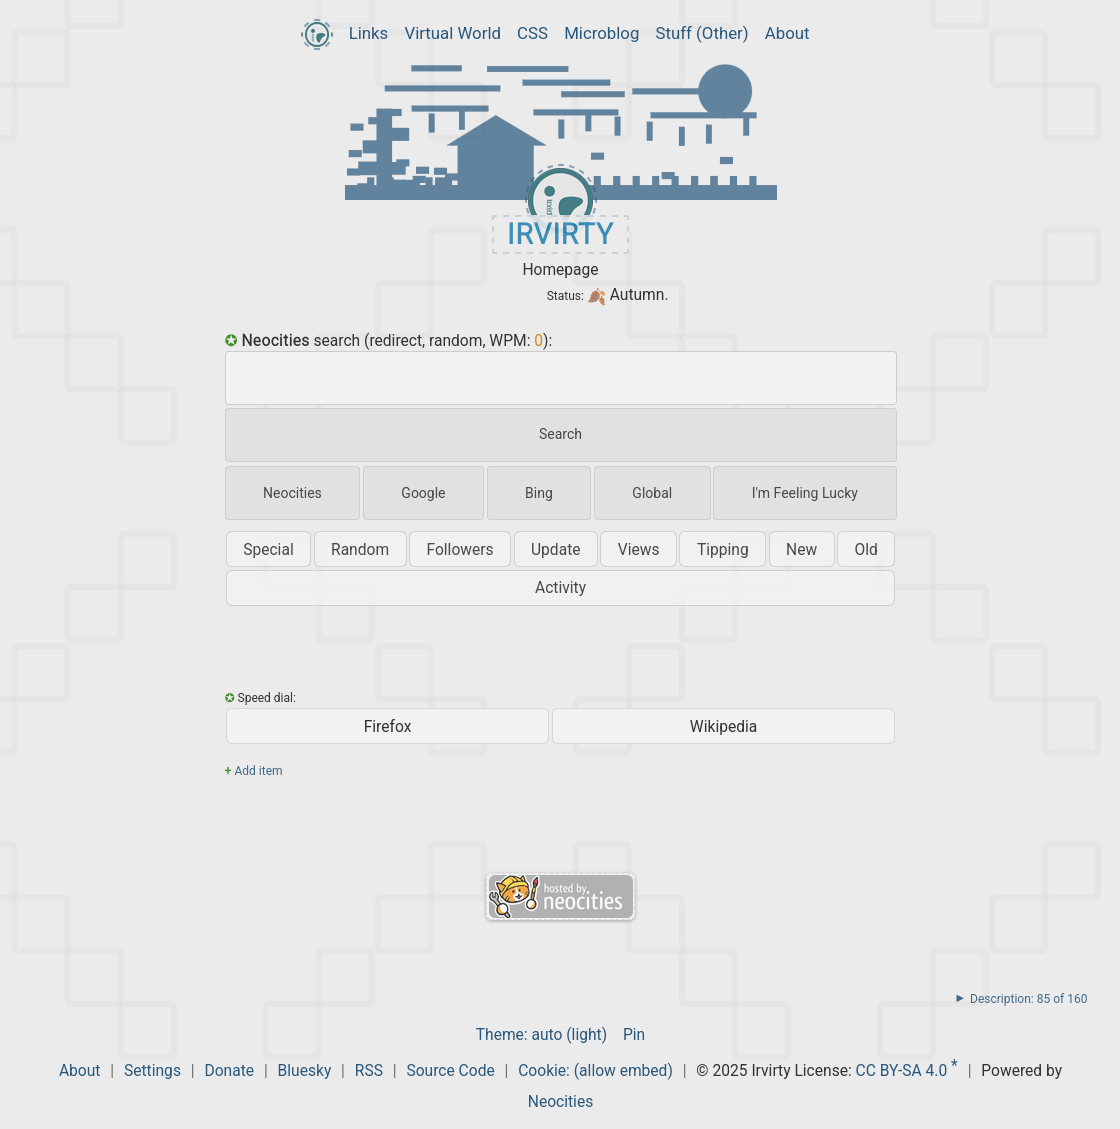 Links Virtual World CSS Microblog Stuff (Other) About
IRVIRTY
Homepage
Status: 🍂 Autumn.
✪ Neocities search (redirect, random, WPM: 0):
Search
Neocities Google Bing Global I'm Feeling Lucky
Special Random Followers Update Views Tipping New Old
Activity
✪ Speed dial:
Firefox Wikipedia
+ Add item
hosted by
neocities
▶ Description: 85 of 160
Theme: auto (light) Pin
About | Settings | Donate | Bluesky | RSS | Source Code | Cookie: (allow embed) | © 2025 Irvirty License: CC BY-SA 4.0 * | Powered by
Neocities